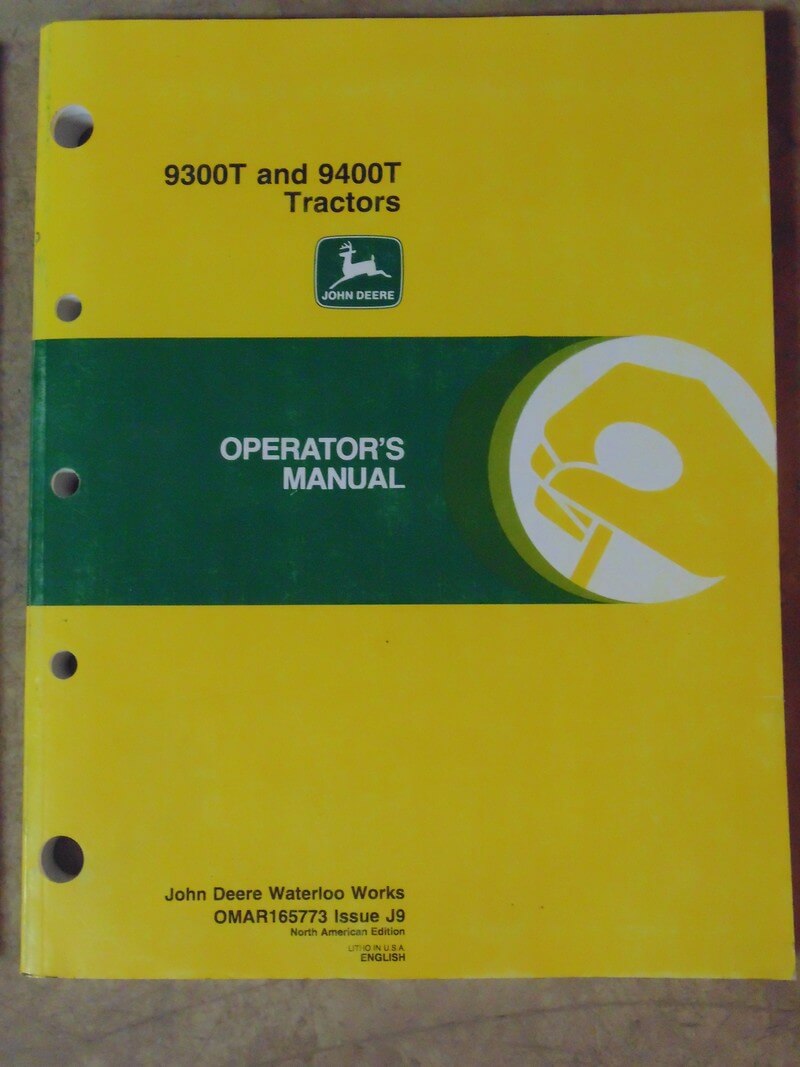 9300T and 9400T
Tractors
JOHN DEERE
OPERATOR'S
MANUAL
John Deere Waterloo Works
OMAR165773 Issue J9
North American Edition
LITHO IN U.S.A.
ENGLISH